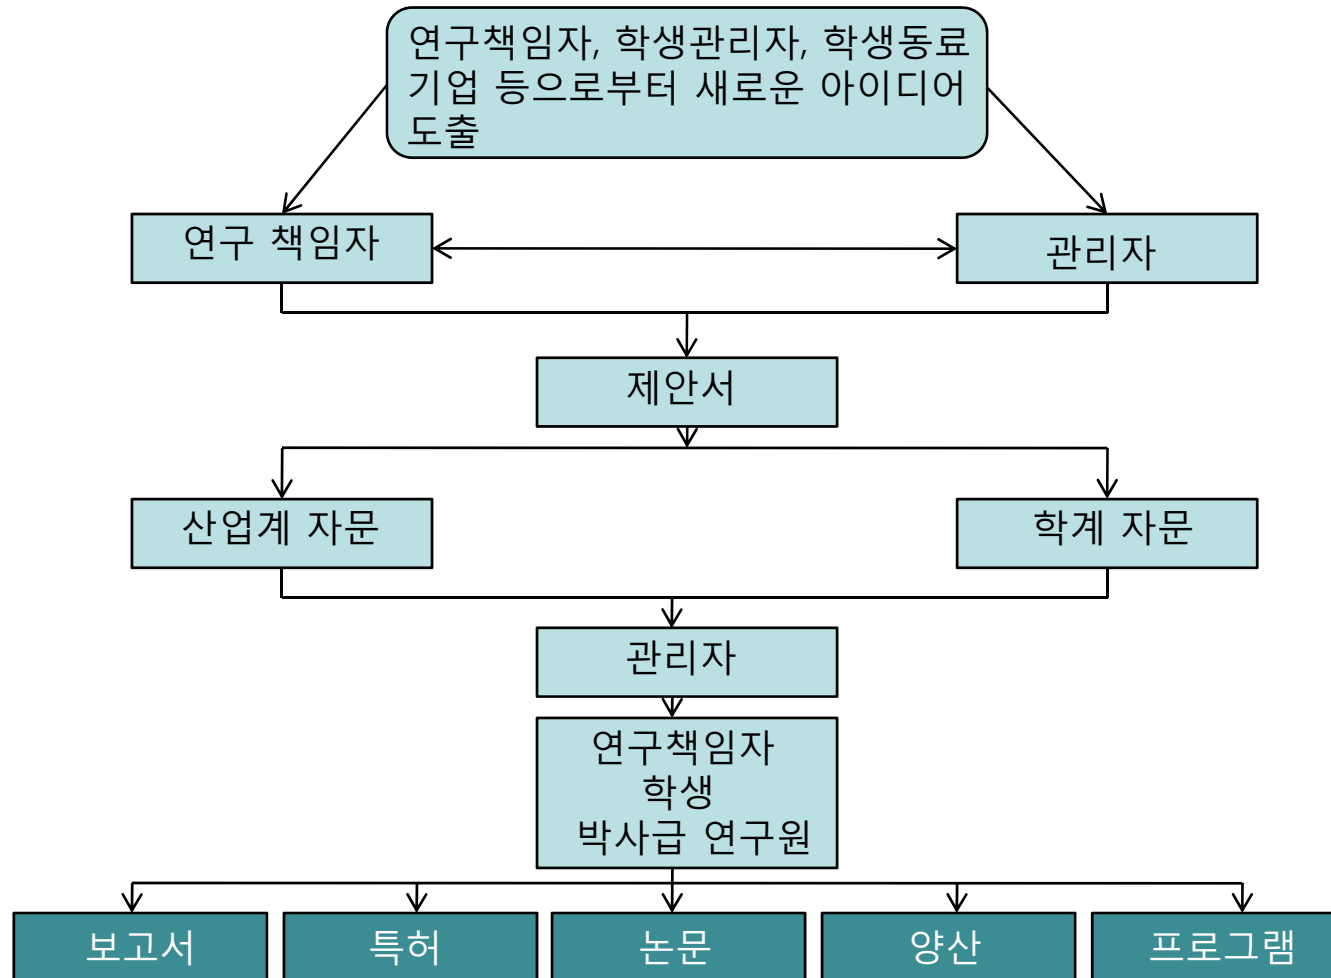 연구책임자, 학생관리자, 학생동료
기업 등으로부터 새로운 아이디어
도출
연구 책임자
관리자
제안서
산업계 자문
학계 자문
관리자
연구책임자
학생
박사급 연구원
보고서
특허
논문
양산
프로그램